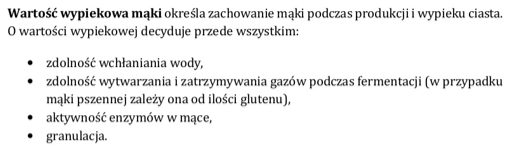 Wartość wypiekowa mąki określa zachowanie mąki podczas produkcji i wypieku ciasta.
O wartości wypiekowej decyduje przede wszystkim:
• zdolność wchłaniania wody,
• zdolność wytwarzania i zatrzymywania gazów podczas fermentacji (w przypadku
mąki pszennej zależy ona od ilości glutenu),
• aktywność enzymów w mące,
• granulacja.